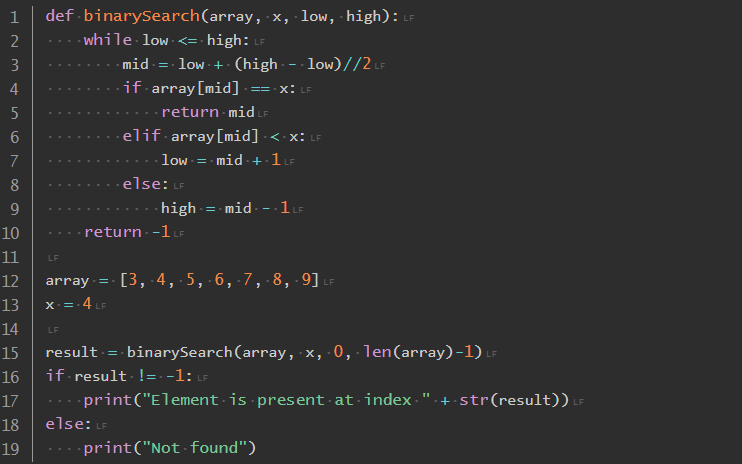 1 def binarySearch(array, x, low, high):
2     while low <= high:
3         mid = low + (high - low)//2
4         if array[mid] == x:
5             return mid
6         elif array[mid] < x:
7             low = mid + 1
8         else:
9             high = mid - 1
10     return -1
11
12 array = [3, 4, 5, 6, 7, 8, 9]
13 x = 4
14
15 result = binarySearch(array, x, 0, len(array)-1)
16 if result != -1:
17     print("Element is present at index " + str(result))
18 else:
19     print("Not found")